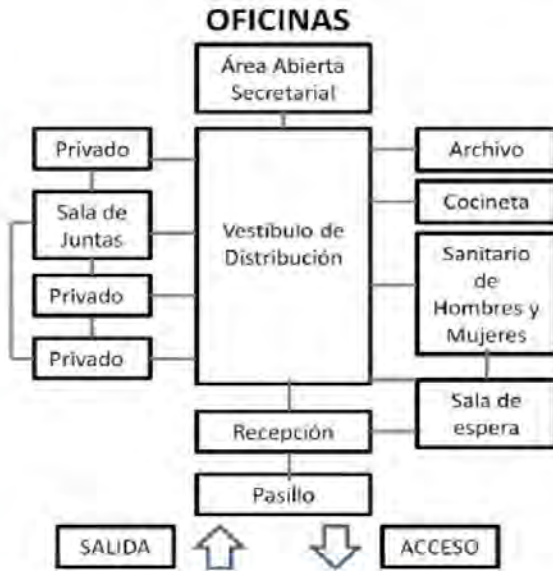 OFICINAS
Área Abierta
Secretarial
Privado
Sala de
Juntas
Privado
Privado
Vestíbulo de
Distribución
Archivo
Cocineta
Sanitario
de
Hombres y
Mujeres
Sala de
espera
Recepción
Pasillo
SALIDA
ACCESO